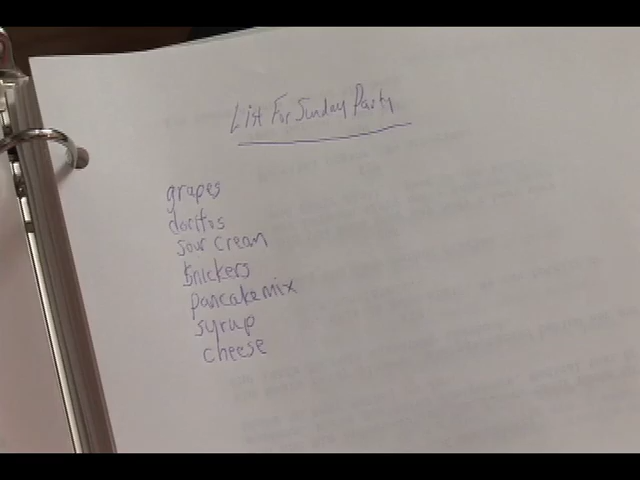 List For Sunday Party
grapes
doritos
sour cream
snickers
pancake mix
syrup
cheese